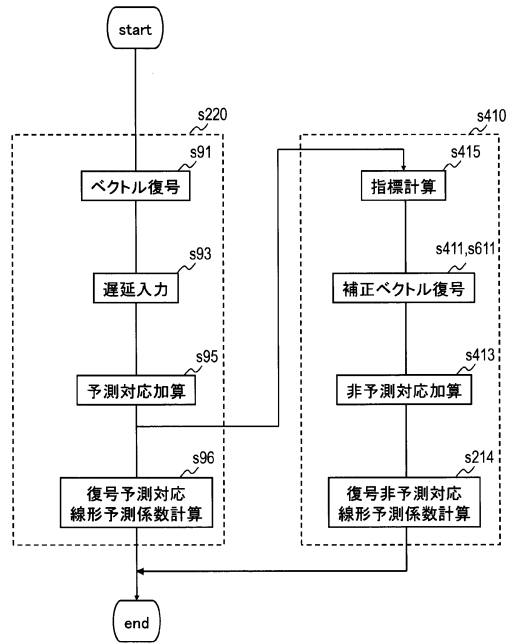 start
s220
s91
ベクトル復号
s93
遅延入力
s95
予測対応加算
s96
復号予測対応
線形予測係数計算
s410
s415
指標計算
s411,s611
補正ベクトル復号
s413
非予測対応加算
s214
復号非予測対応
線形予測係数計算
end